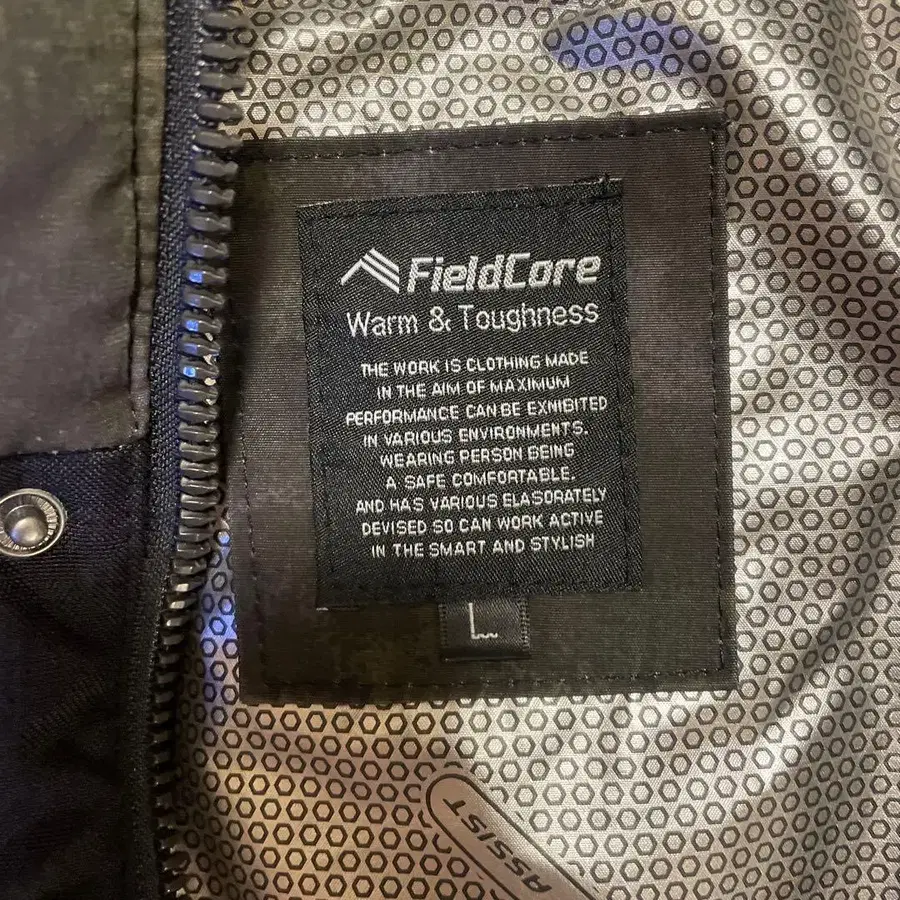 FieldCore
Warm & Toughness
THE WORK IS CLOTHING MADE
IN THE AIM OF MAXIMUM
PERFORMANCE CAN BE EXNIBITED
IN VARIOUS ENVIRONMENTS.
WEARING PERSON BEING
A SAFE COMFORTABLE.
AND HAS VARIOUS ELASORATELY
DEVISED SO CAN WORK ACTIVE
IN THE SMART AND STYLISH
L
ASSIST